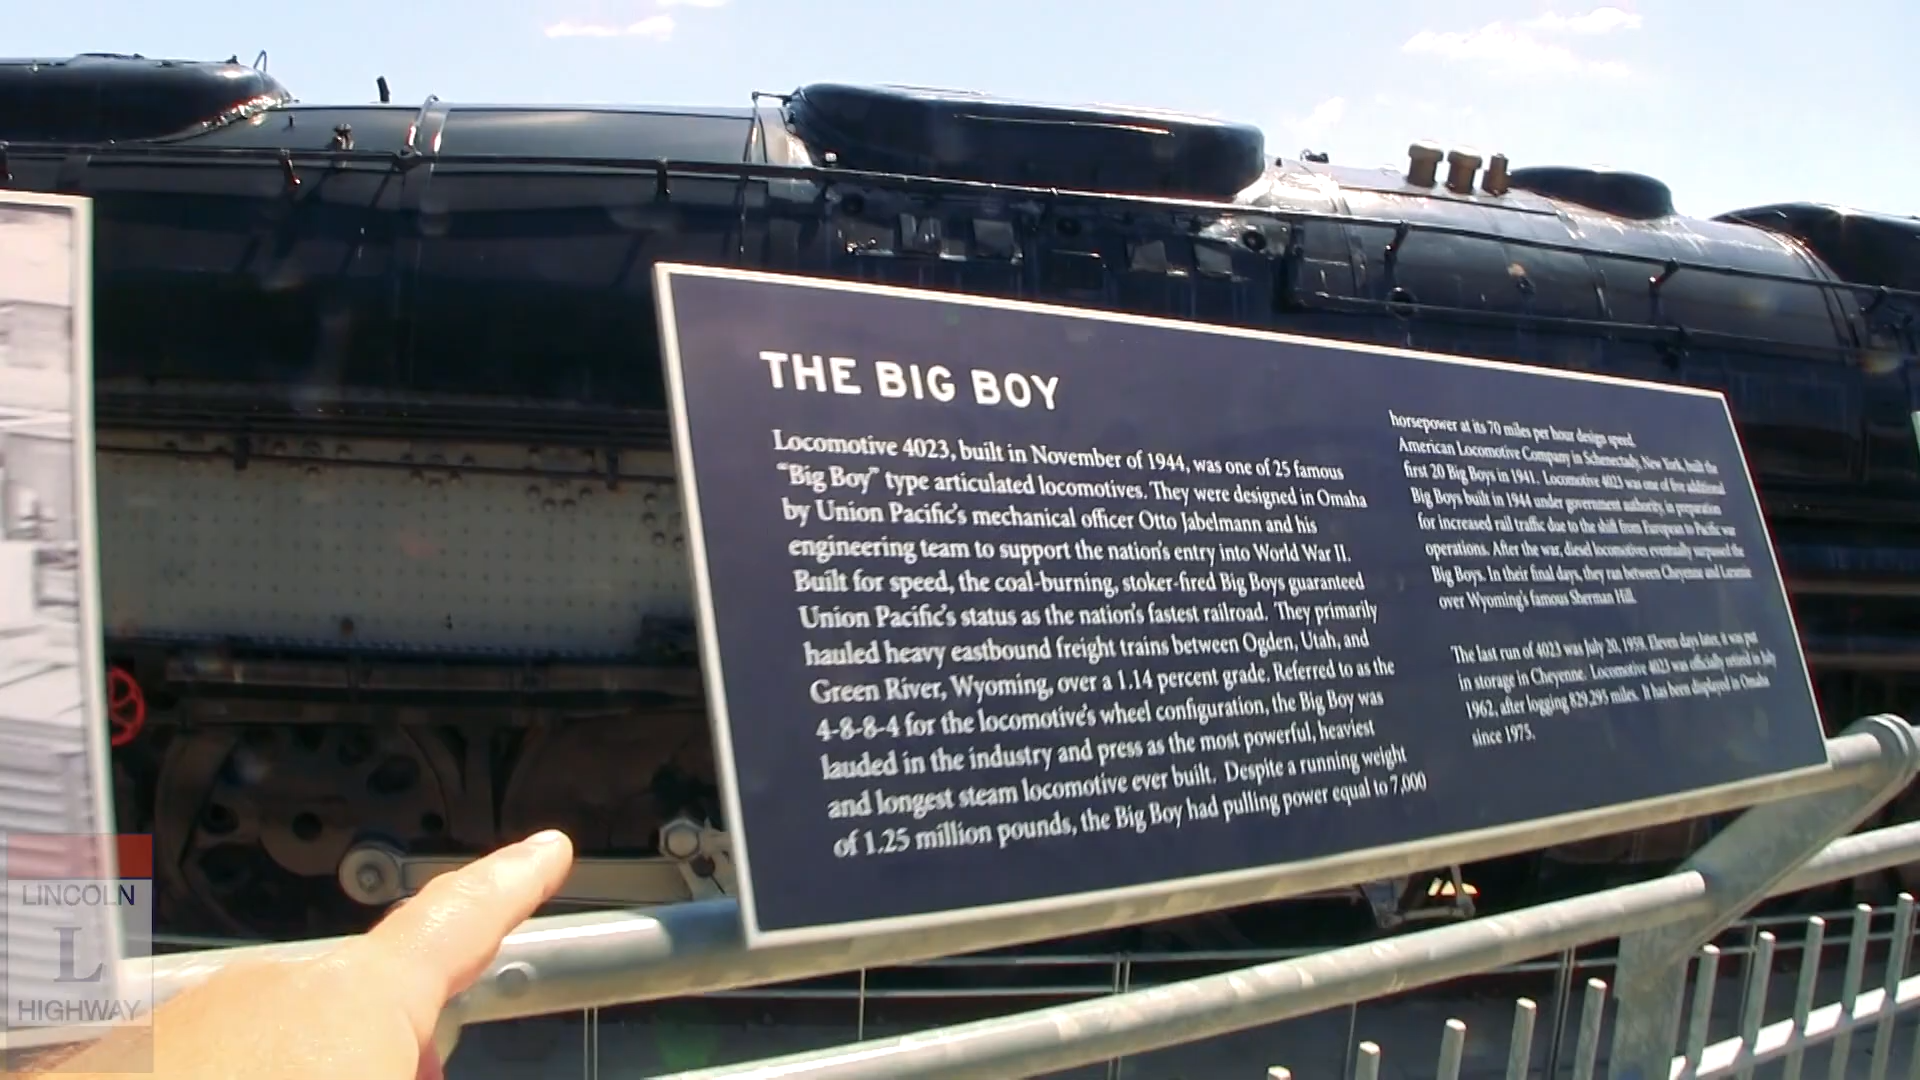 THE BIG BOY
Locomotive 4023, built in November of 1944, was one of 25 famous
“Big Boy” type articulated locomotives. They were designed in Omaha
by Union Pacific's mechanical officer Otto Jabelmann and his
engineering team to support the nation's entry into World War II.
Built for speed, the coal-burning, stoker-fired Big Boys guaranteed
Union Pacific's status as the nation's fastest railroad. They primarily
hauled heavy eastbound freight trains between Ogden, Utah, and
Green River, Wyoming, over a 1.14 percent grade. Referred to as the
4-8-8-4 for the locomotive's wheel configuration, the Big Boy was
lauded in the industry and press as the most powerful, heaviest
and longest steam locomotive ever built. Despite a running weight
of 1.25 million pounds, the Big Boy had pulling power equal to 7,000
horsepower at its 70 miles per hour design speed.
American Locomotive Company in Schenectady, New York, built the
first 20 Big Boys in 1941. Locomotive 4023 was one of five additional
Big Boys built in 1944 under government authority, in preparation
for increased rail traffic due to the shift from European to Pacific war
operations. After the war, diesel locomotives eventually surpassed the
Big Boys. In their final days, they ran between Cheyenne and Laramie
over Wyoming's famous Sherman Hill.
The last run of 4023 was July 20, 1959. Eleven days later, it was put
in storage in Cheyenne. Locomotive 4023 was officially retired in July
1962, after logging 829,295 miles. It has been displayed in Omaha
since 1975.
LINCOLN
L
HIGHWAY